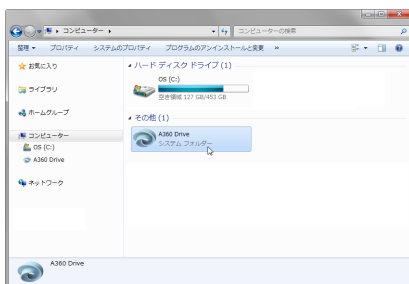 コンピューター
コンピューターの検索
整理 プロパティ システムのプロパティ プログラムのアンインストールと変更 »
お気に入り
ライブラリ
ホームグループ
コンピューター
OS (C:)
A360 Drive
ネットワーク
ハード ディスク ドライブ (1)
OS (C:)
空き領域 127 GB/453 GB
その他 (1)
A360 Drive
システム フォルダー
A360 Drive